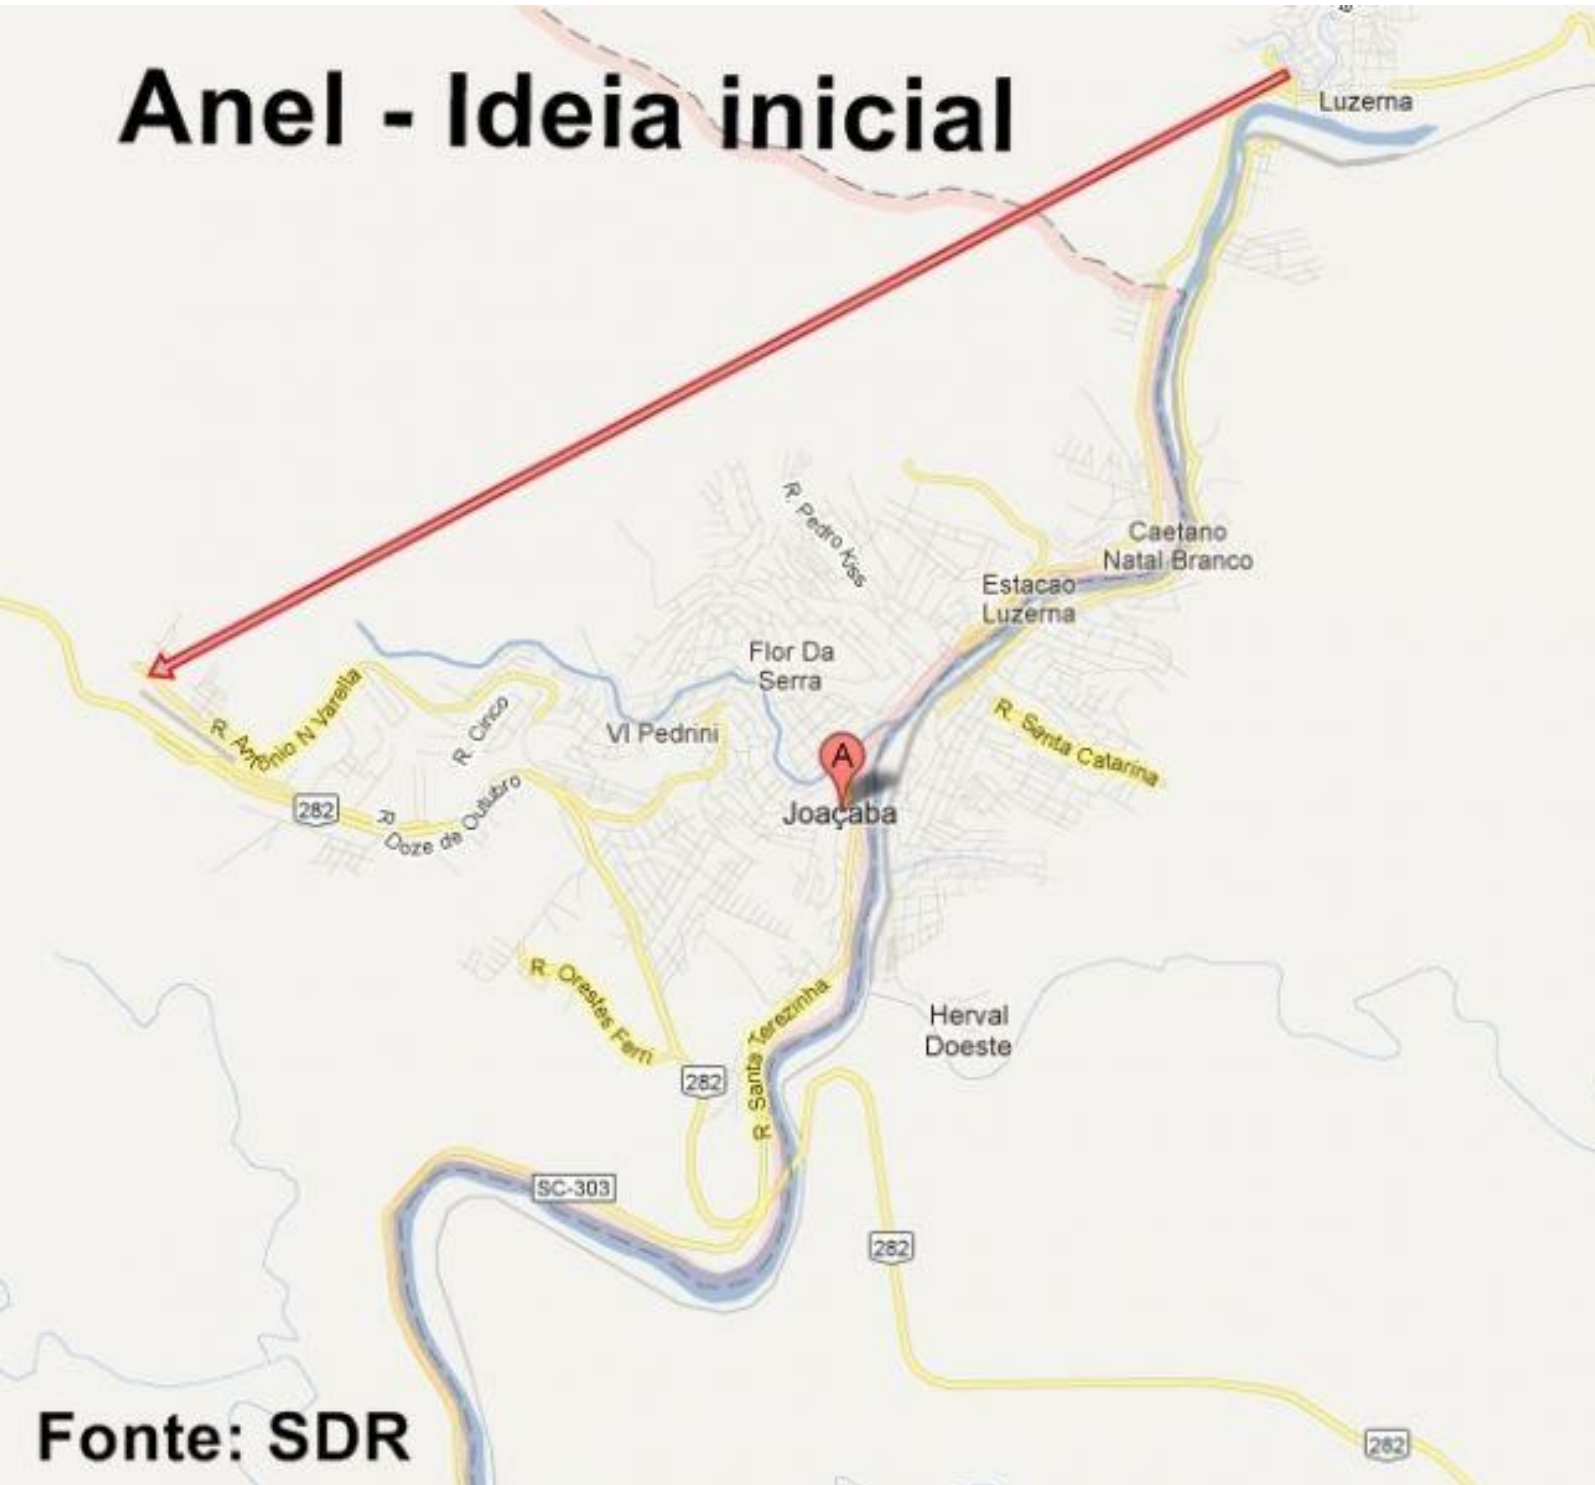 Anel - Ideia inicial
Luzerna
R. Pedro Kiss
Caetano
Natal Branco
Estacao
Luzerna
Flor Da
Serra
R. Antonio N Varella
R. Cinco
VI Pedrini
R. Santa Catarina
A
Joaçaba
282
R Doze de Outubro
R. Orestes Ferri
R. Santa Terezinha
Herval
Doeste
282
SC-303
282
Fonte: SDR
282